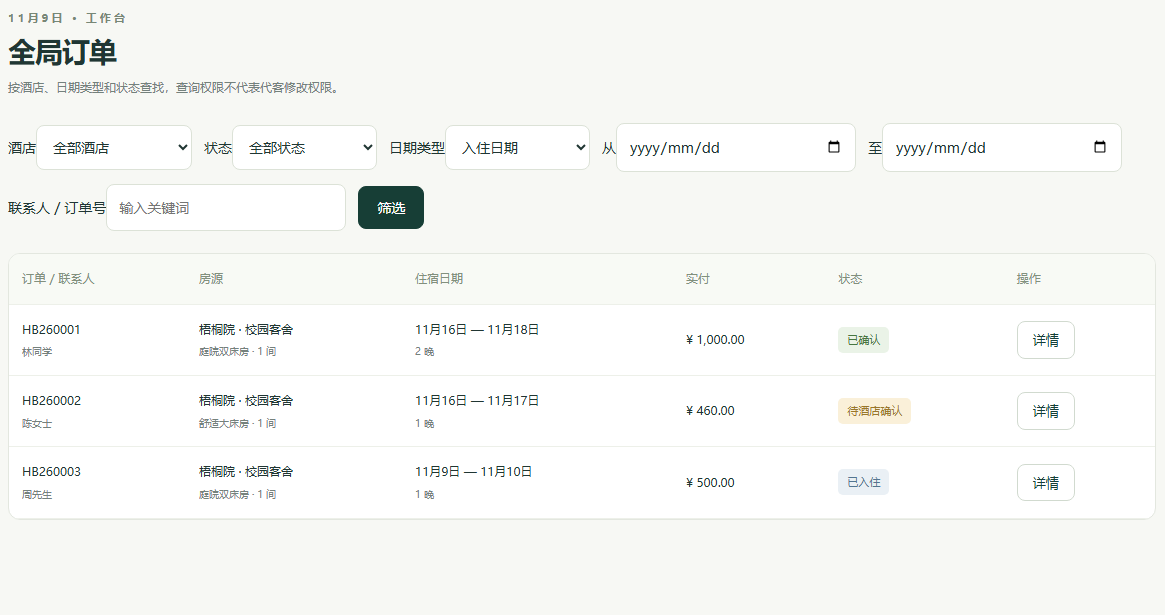 11月9日 • 工作台
全局订单
按酒店、日期类型和状态查找，查询权限不代表代客修改权限。
酒店 全部酒店 状态 全部状态 日期类型 入住日期 从 yyyy/mm/dd 至 yyyy/mm/dd
联系人 / 订单号 输入关键词 筛选
订单 / 联系人 房源 住宿日期 实付 状态 操作
HB260001 梧桐院 · 校园客舍 11月16日 — 11月18日 ¥ 1,000.00 已确认 详情
林同学 庭院双床房 · 1 间 2 晚
HB260002 梧桐院 · 校园客舍 11月16日 — 11月17日 ¥ 460.00 待酒店确认 详情
陈女士 舒适大床房 · 1 间 1 晚
HB260003 梧桐院 · 校园客舍 11月9日 — 11月10日 ¥ 500.00 已入住 详情
周先生 庭院双床房 · 1 间 1 晚